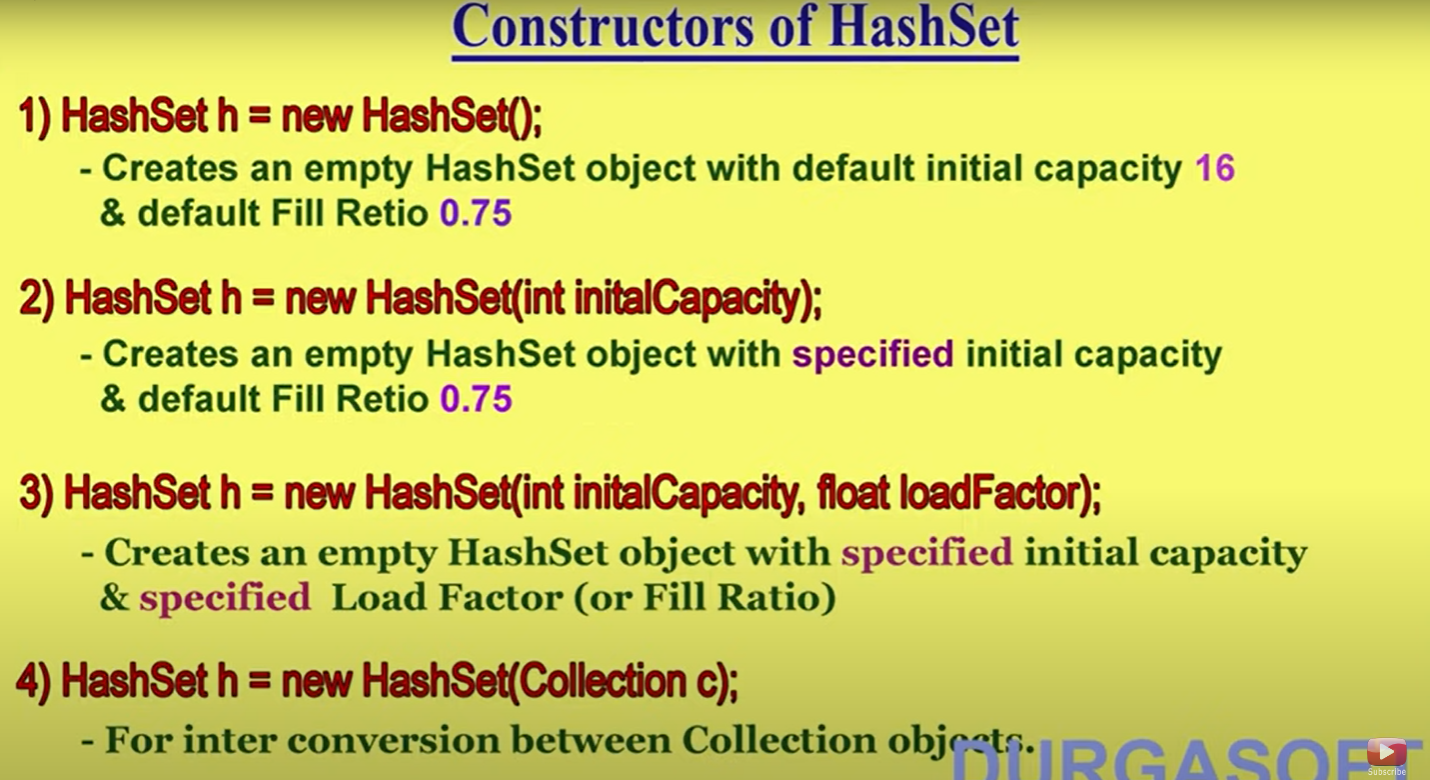 Constructors of HashSet
1) HashSet h = new HashSet();
- Creates an empty HashSet object with default initial capacity 16
& default Fill Retio 0.75
2) HashSet h = new HashSet(int initalCapacity);
- Creates an empty HashSet object with specified initial capacity
& default Fill Retio 0.75
3) HashSet h = new HashSet(int initalCapacity, float loadFactor);
- Creates an empty HashSet object with specified initial capacity
& specified Load Factor (or Fill Ratio)
4) HashSet h = new HashSet(Collection c);
- For inter conversion between Collection objects.
DURGASOFT
Subscribe